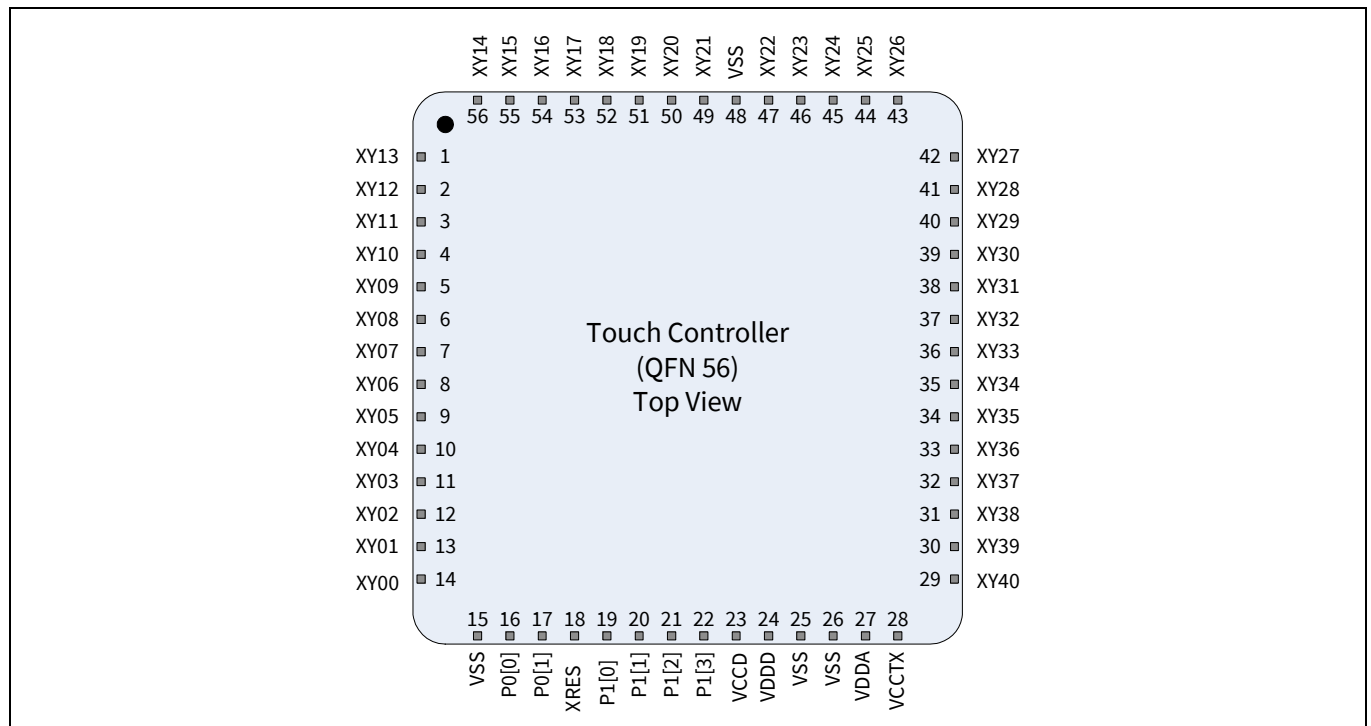 XY14 XY15 XY16 XY17 XY18 XY19 XY20 XY21 VSS XY22 XY23 XY24 XY25 XY26
56 55 54 53 52 51 50 49 48 47 46 45 44 43
XY13 1 42 XY27
XY12 2 41 XY28
XY11 3 40 XY29
XY10 4 39 XY30
XY09 5 38 XY31
XY08 6 37 XY32
XY07 7 36 XY33
XY06 8 35 XY34
XY05 9 34 XY35
XY04 10 33 XY36
XY03 11 32 XY37
XY02 12 31 XY38
XY01 13 30 XY39
XY00 14 29 XY40
Touch Controller
(QFN 56)
Top View
15 16 17 18 19 20 21 22 23 24 25 26 27 28
VSS P0[0] P0[1] XRES P1[0] P1[1] P1[2] P1[3] VCCD VDDD VSS VSS VDDA VCCTX